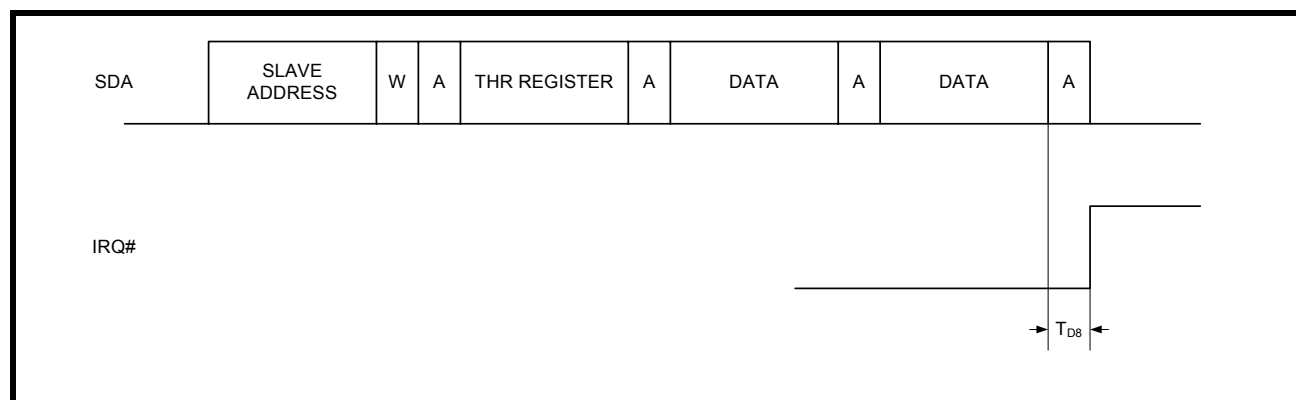 SDA
SLAVE
ADDRESS
W
A
THR REGISTER
A
DATA
A
DATA
A
IRQ#
TD8